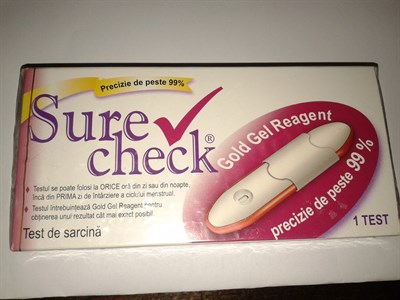 Precizie de peste 99%
Sure
check®
Gold Gel Reagent
precizie de peste 99%
• Testul se poate folosi la ORICE oră din zi sau din noapte,
încă din PRIMA zi de întârziere a ciclului menstrual.
• Testul întrebuințează Gold Gel Reagent pentru
obținerea unui rezultat cât mai exact posibil
Test de sarcină
1 TEST